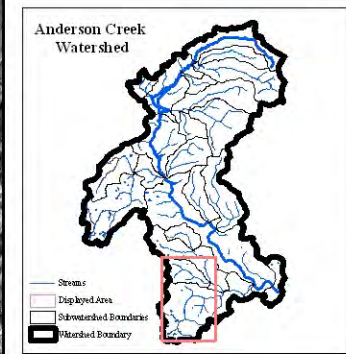 Anderson Creek
Watershed
Streams
Displayed Area
Subwatershed Boundaries
Watershed Boundary